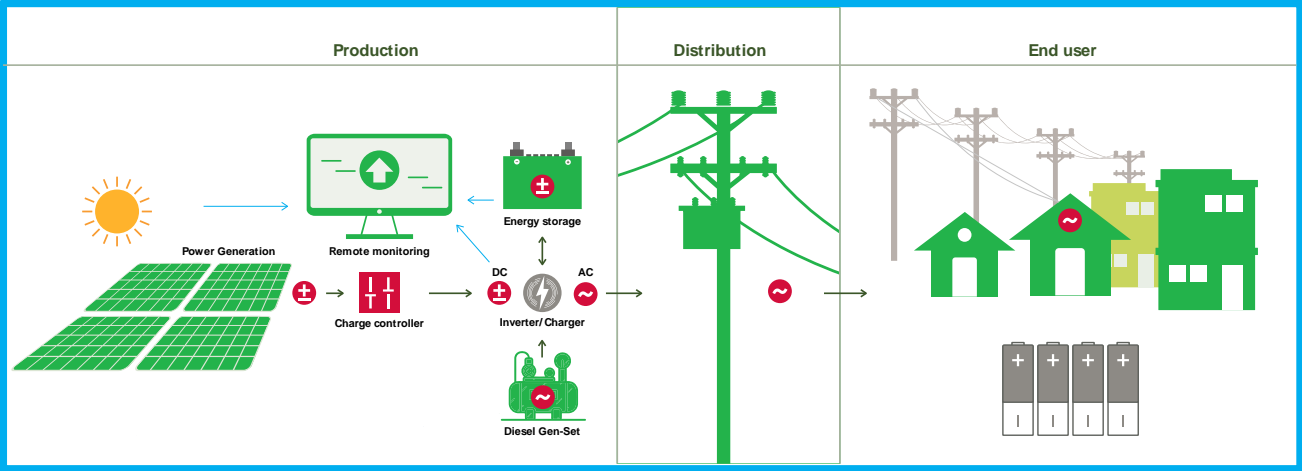 Production
Distribution
End user
Power Generation
Remote monitoring
Energy storage
DC
AC
Charge controller
Inverter/Charger
Diesel Gen-Set